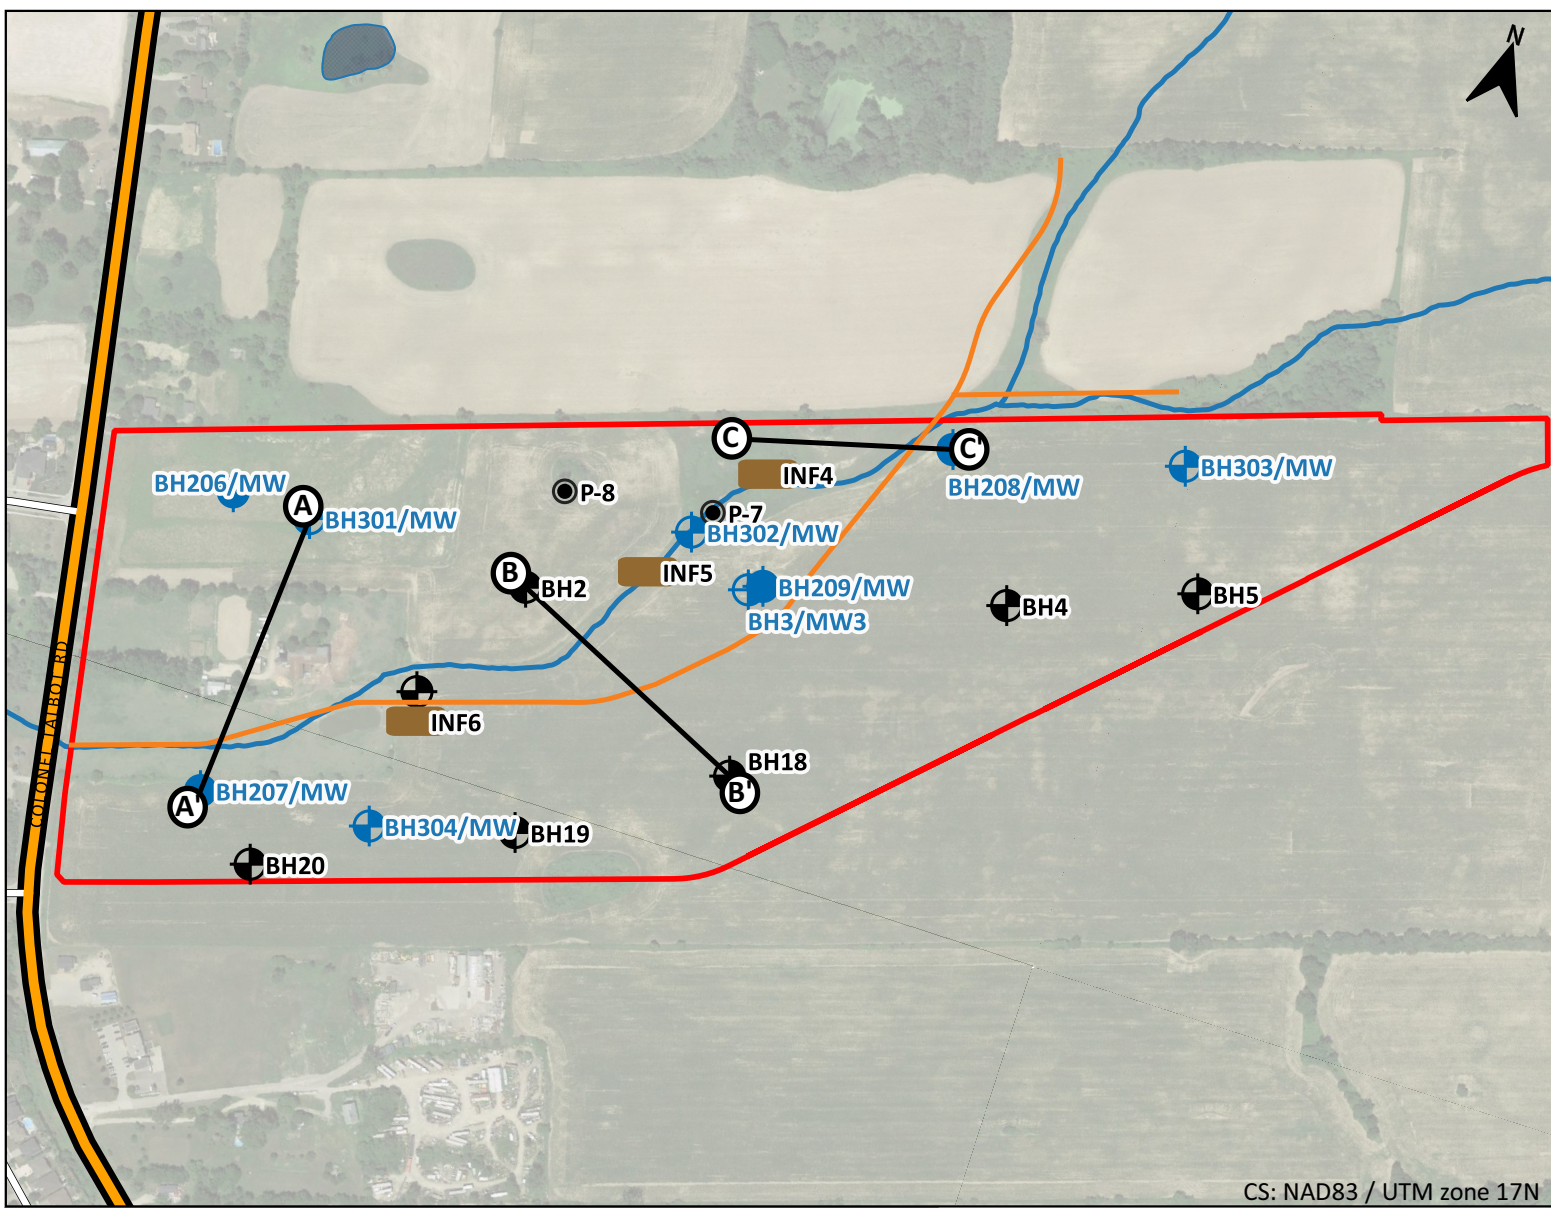 N
C
INF4
C'
BH208/MW
BH303/MW
BH206/MW
A
BH301/MW
P-8
P-7
BH302/MW
B
BH2
INF5
BH209/MW
BH3/MW3
BH4
BH5
COLONEL TALBOT RD
INF6
BH18
B'
BH207/MW
A'
BH304/MW
BH19
BH20
CS: NAD83 / UTM zone 17N